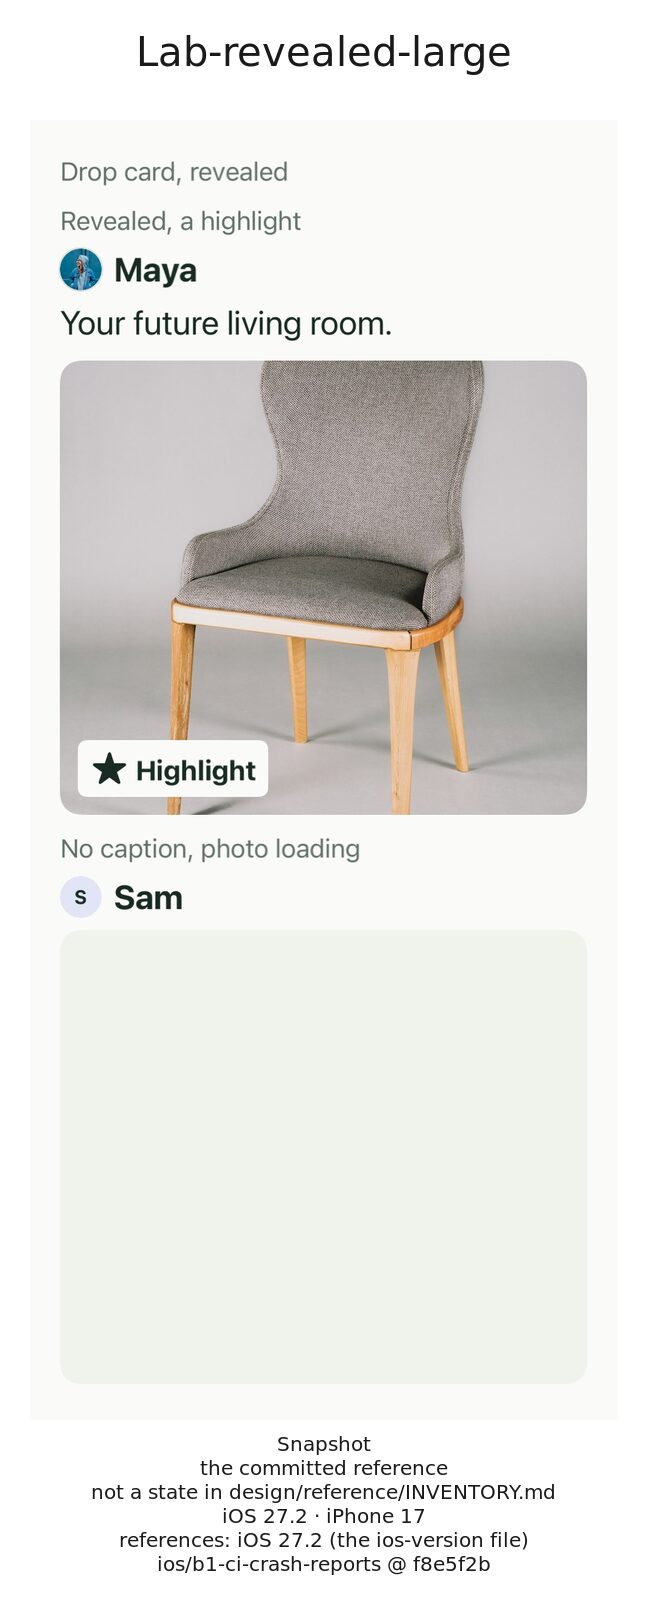 Lab-revealed-large
Drop card, revealed
Revealed, a highlight
Maya
Your future living room.
Highlight
No caption, photo loading
S
Sam
Snapshot
the committed reference
not a state in design/reference/INVENTORY.md
iOS 27.2 · iPhone 17
references: iOS 27.2 (the ios-version file)
ios/b1-ci-crash-reports @ f8e5f2b